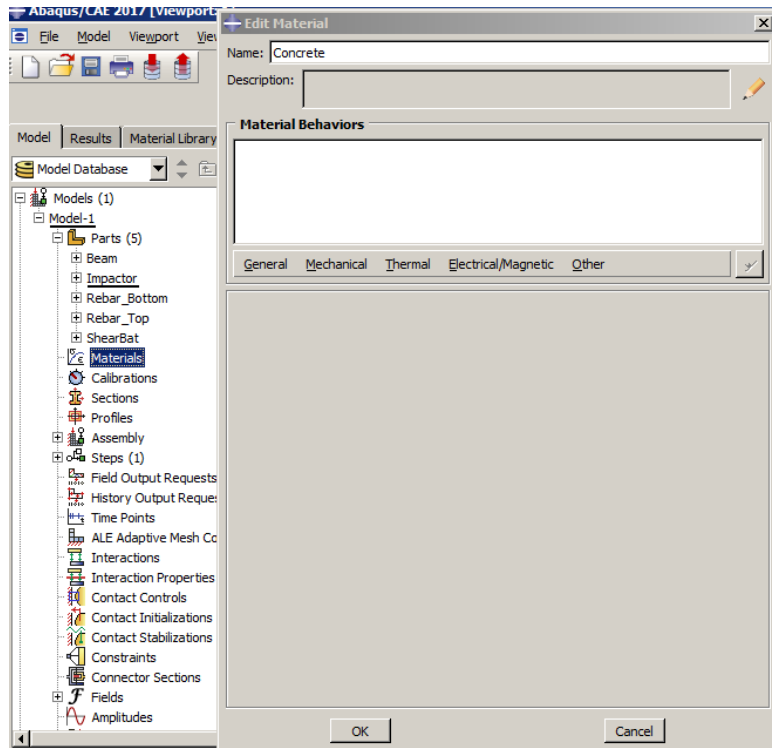 Abaqus/CAE 2017 [Viewport
File Model Viewport View
Model Results Material Library
Model Database
Models (1)
Model-1
Parts (5)
Beam
Impactor
Rebar_Bottom
Rebar_Top
ShearBat
Materials
Calibrations
Sections
Profiles
Assembly
Steps (1)
Field Output Requests
History Output Reques
Time Points
ALE Adaptive Mesh Co
Interactions
Interaction Properties
Contact Controls
Contact Initializations
Contact Stabilizations
Constraints
Connector Sections
Fields
Amplitudes
Edit Material
Name: Concrete
Description:
Material Behaviors
General Mechanical Thermal Electrical/Magnetic Other
OK Cancel